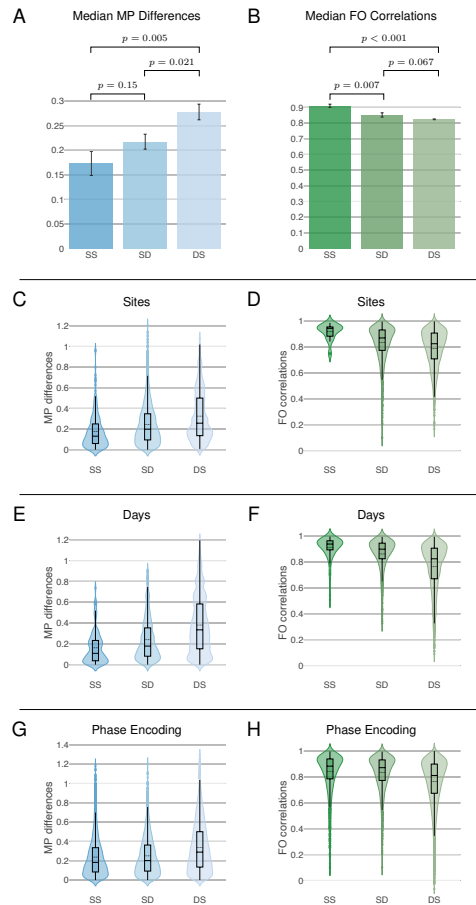 A Median MP Differences
p = 0.005
p = 0.021
p = 0.15
0.3
0.25
0.2
0.15
0.1
0.05
0
SS SD DS
B Median FO Correlations
p < 0.001
p = 0.067
p = 0.007
0.9
0.8
0.7
0.6
0.5
0.4
0.3
0.2
0.1
0
SS SD DS
C Sites
MP differences
1.2
1
0.8
0.6
0.4
0.2
0
SS SD DS
D Sites
FO correlations
1
0.8
0.6
0.4
0.2
0
SS SD DS
E Days
MP differences
1.2
1
0.8
0.6
0.4
0.2
0
SS SD DS
F Days
FO correlations
1
0.8
0.6
0.4
0.2
0
SS SD DS
G Phase Encoding
MP differences
1.4
1.2
1
0.8
0.6
0.4
0.2
0
SS SD DS
H Phase Encoding
FO correlations
1
0.8
0.6
0.4
0.2
0
SS SD DS